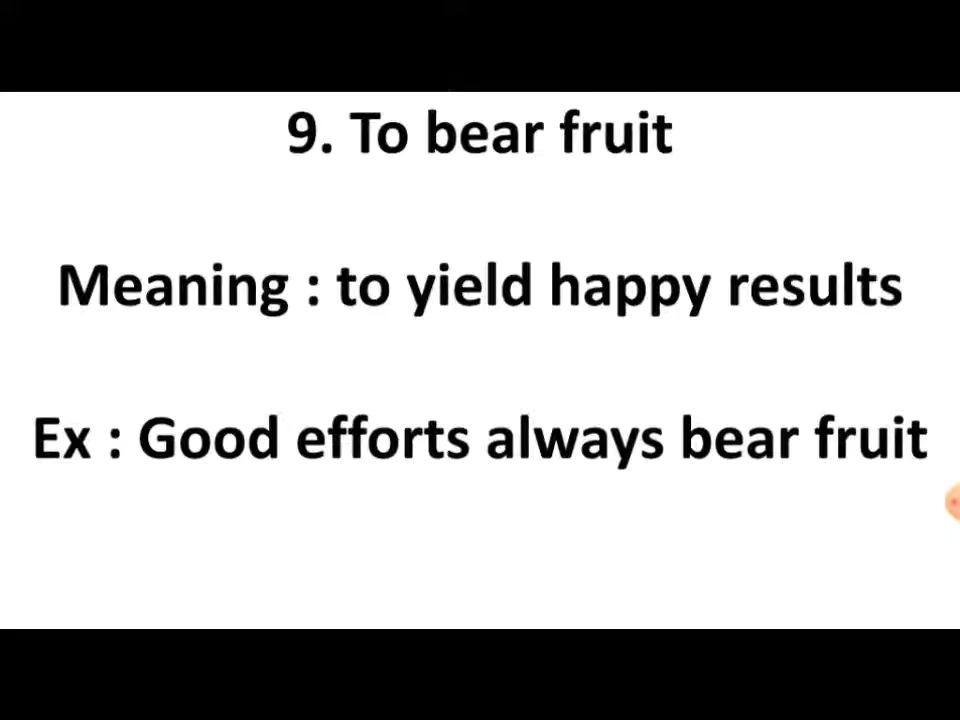 9. To bear fruit
Meaning : to yield happy results
Ex : Good efforts always bear fruit